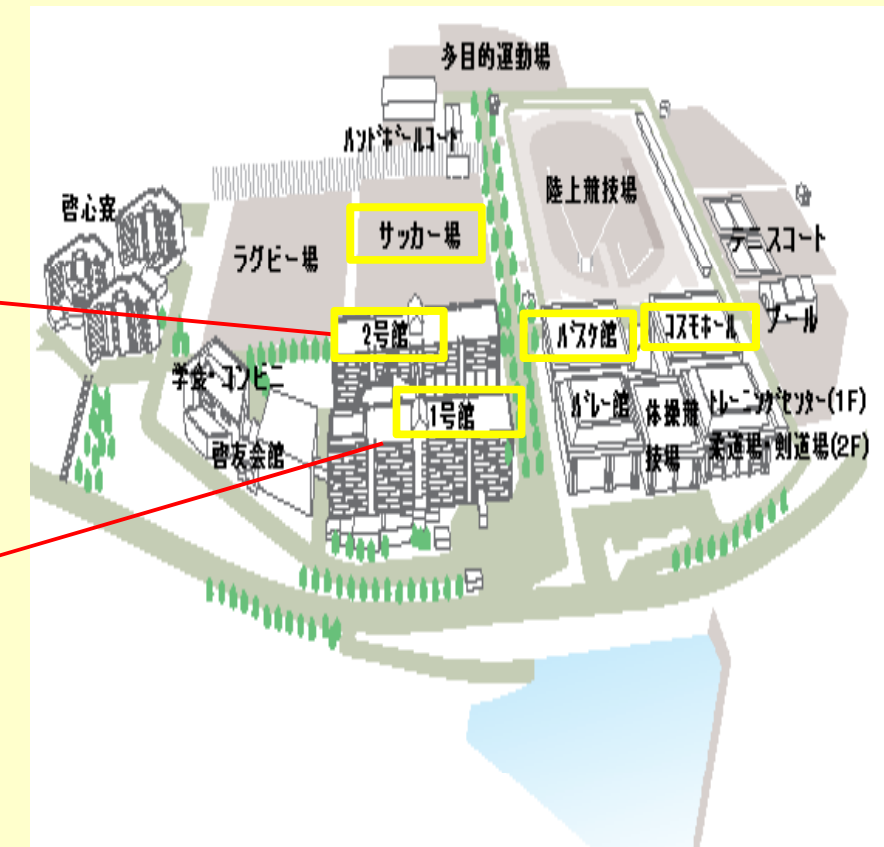 多目的運動場
ﾊﾝﾄﾞﾎﾞｰﾙｺｰﾄ
陸上競技場
啓心寮
サッカー場
テニスコート
ラグビー場
2号館
ﾊﾞｽｹ館
ｺｽﾓﾎｰﾙ
プール
学食・コンビニ
1号館
ﾊﾞﾚｰ館
体操競
技場
ﾄﾚｰﾆﾝｸﾞｾﾝﾀｰ(1F)
柔道場・剣道場(2F)
啓友会館